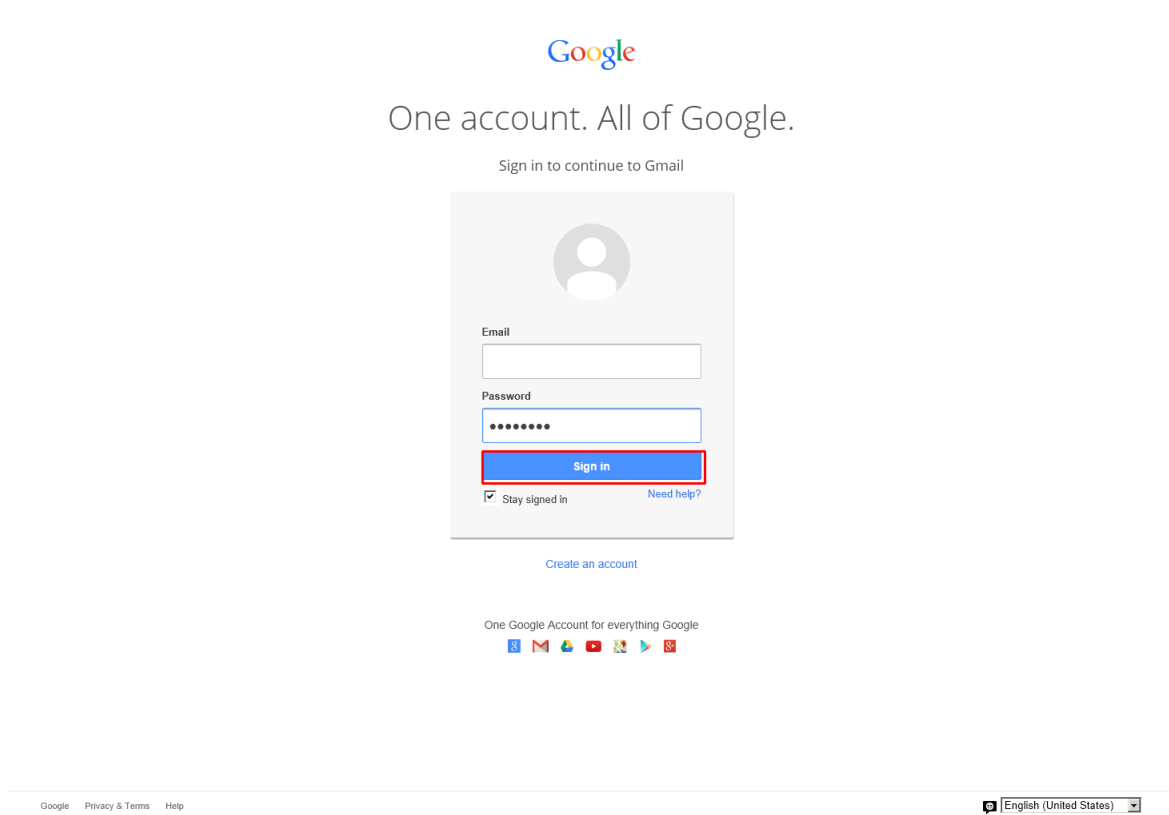 Google
One account. All of Google.
Sign in to continue to Gmail
Email
Password
••••••••
Sign in
Stay signed in
Need help?
Create an account
One Google Account for everything Google
Google Privacy & Terms Help
English (United States)